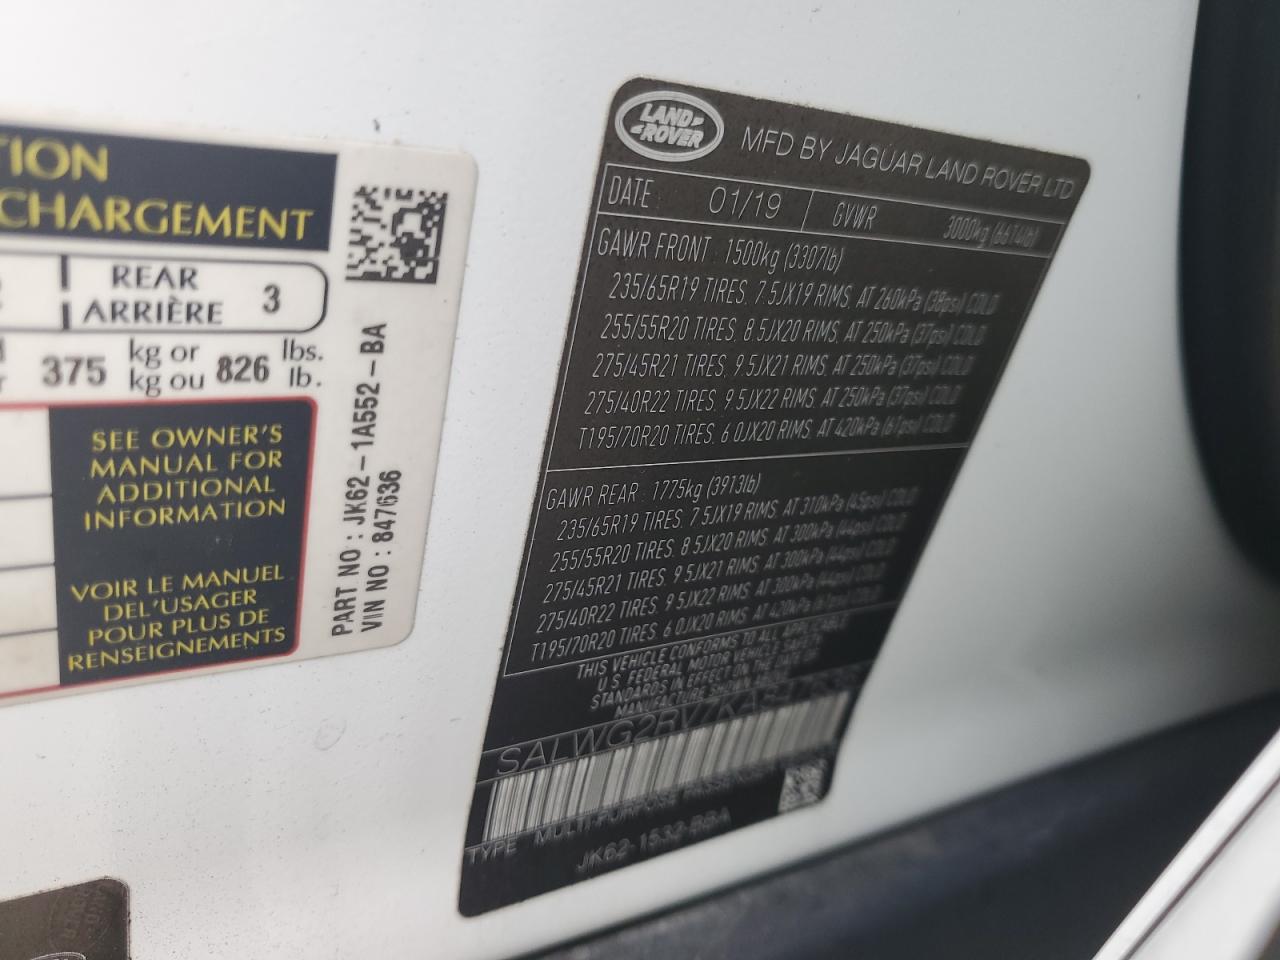 TION
CHARGEMENT
REAR
ARRIÈRE 3
375 kg or 826 lbs.
kg ou lb.
SEE OWNER'S
MANUAL FOR
ADDITIONAL
INFORMATION
VOIR LE MANUEL
DEL'USAGER
POUR PLUS DE
RENSEIGNEMENTS
PART NO : JK62-1A552-BA
VIN NO : 847636
LAND
ROVER
MFD BY JAGUAR LAND ROVER LTD
DATE : 01/19 GVWR 3000kg (6614lb)
GAWR FRONT : 1500kg (3307lb)
235/65R19 TIRES, 7.5JX19 RIMS, AT 260kPa (38psi) COLD
255/55R20 TIRES, 8.5JX20 RIMS, AT 250kPa (37psi) COLD
275/45R21 TIRES, 9.5JX21 RIMS, AT 250kPa (37psi) COLD
275/40R22 TIRES, 9.5JX22 RIMS, AT 250kPa (37psi) COLD
T195/70R20 TIRES, 6.0JX20 RIMS, AT 420kPa (61psi) COLD
GAWR REAR : 1775kg (3913lb)
235/65R19 TIRES, 7.5JX19 RIMS, AT 310kPa (45psi) COLD
255/55R20 TIRES, 8.5JX20 RIMS, AT 300kPa (44psi) COLD
275/45R21 TIRES, 9.5JX21 RIMS, AT 300kPa (44psi) COLD
275/40R22 TIRES, 9.5JX22 RIMS, AT 300kPa (44psi) COLD
T195/70R20 TIRES, 6.0JX20 RIMS, AT 420kPa (61psi) COLD
THIS VEHICLE CONFORMS TO ALL APPLICABLE
U.S. FEDERAL MOTOR VEHICLE SAFETY
STANDARDS IN EFFECT ON THE DATE OF
MANUFACTURE SHOWN HERE
SALWG2RV7KA847636
TYPE MULTI-PURPOSE PASSENGER
JK62-1532-BBA